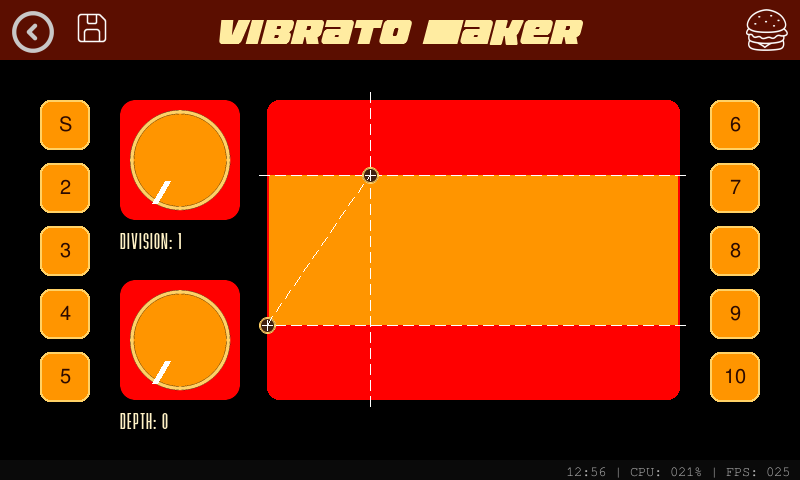 VIBRATO MAKER
S
2
3
4
5
DIVISION: 1
DEPTH: 0
6
7
8
9
10
12:56 | CPU: 021% | FPS: 025